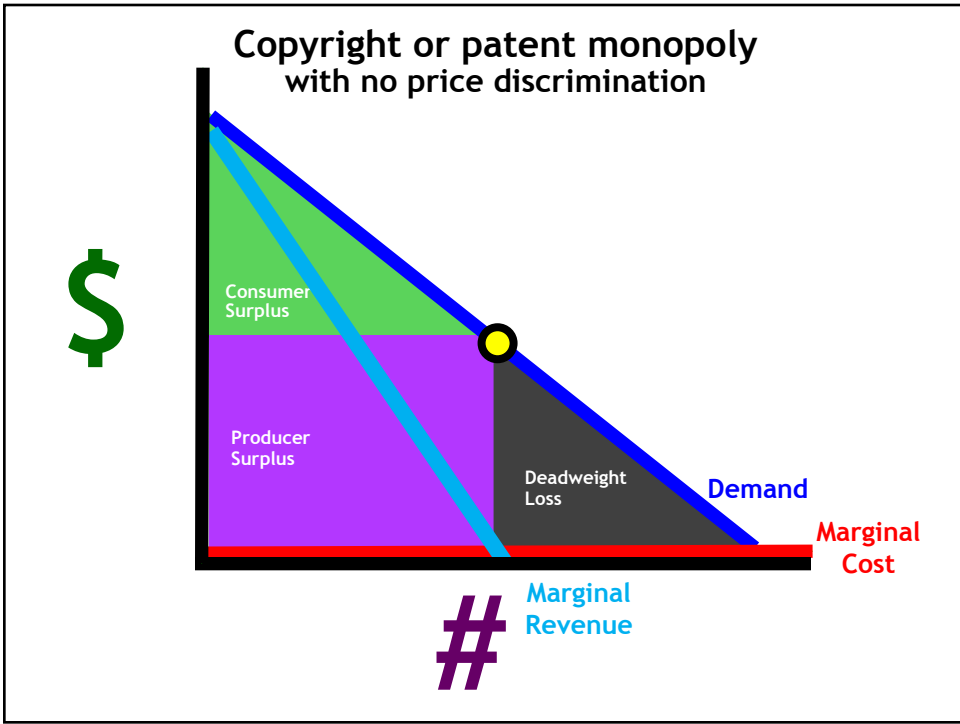 Copyright or patent monopoly
with no price discrimination
$
Consumer
Surplus
Producer
Surplus
Deadweight
Loss
Demand
Marginal
Cost
Marginal
Revenue
#